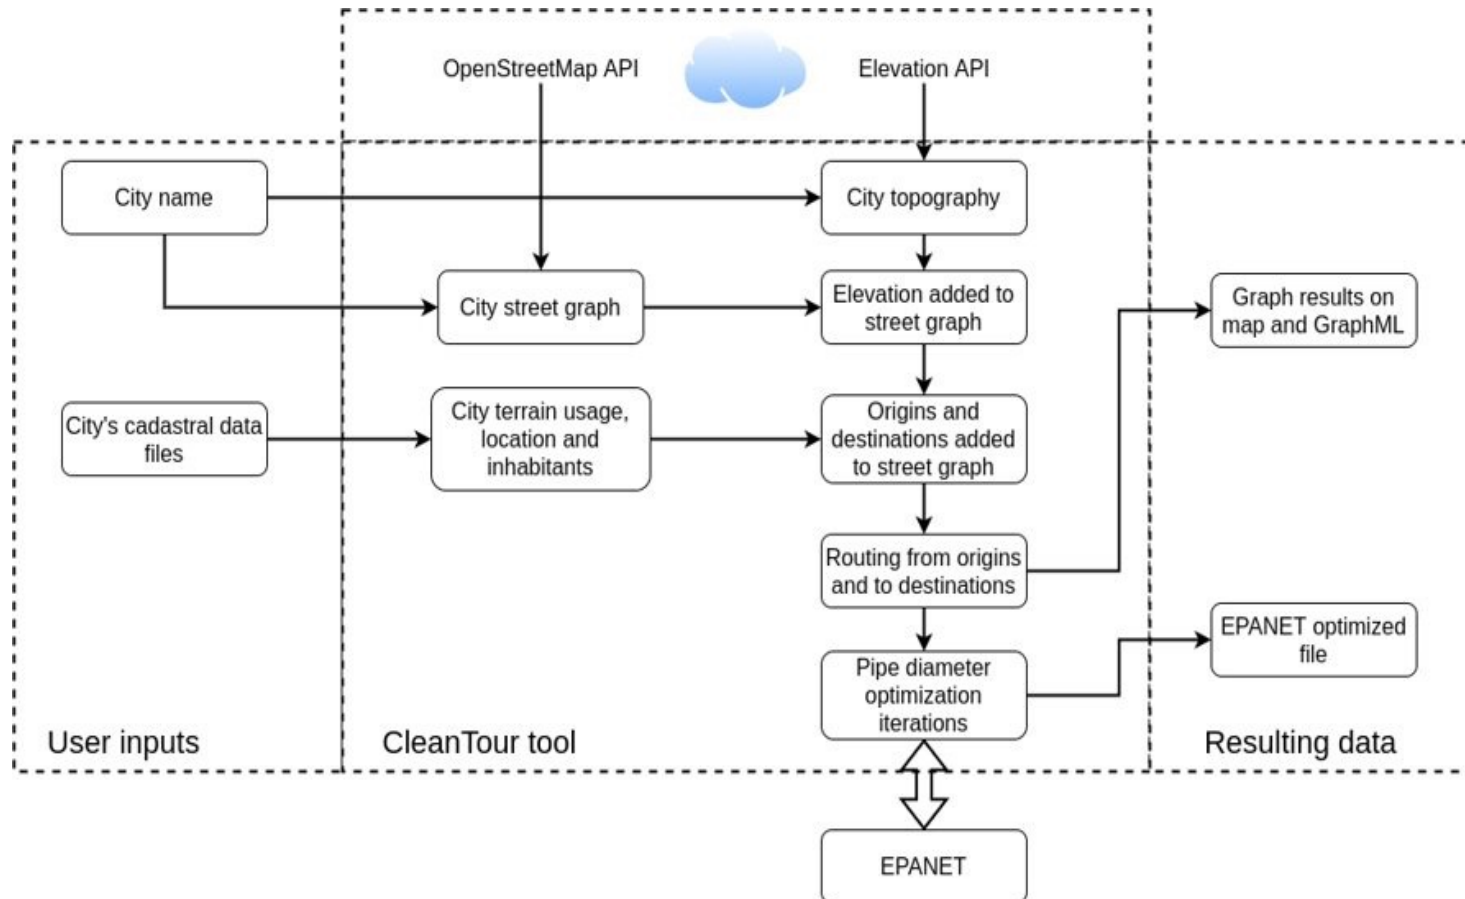 OpenStreetMap API
Elevation API
City name
City topography
City street graph
Elevation added to
street graph
Graph results on
map and GraphML
City's cadastral data
files
City terrain usage,
location and
inhabitants
Origins and
destinations added
to street graph
Routing from origins
and to destinations
EPANET optimized
file
Pipe diameter
optimization
iterations
User inputs
CleanTour tool
Resulting data
EPANET